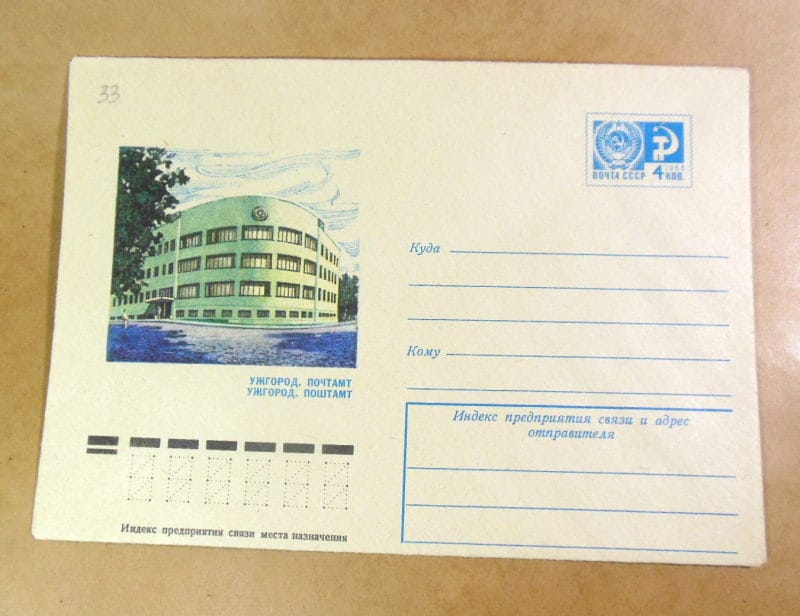 33
1966
ПОЧТА СССР 4 КОП.
Куда
Кому
УЖГОРОД. ПОЧТАМТ
УЖГОРОД. ПОШТАМТ
Индекс предприятия связи и адрес
отправителя
Индекс предприятия связи места назначения